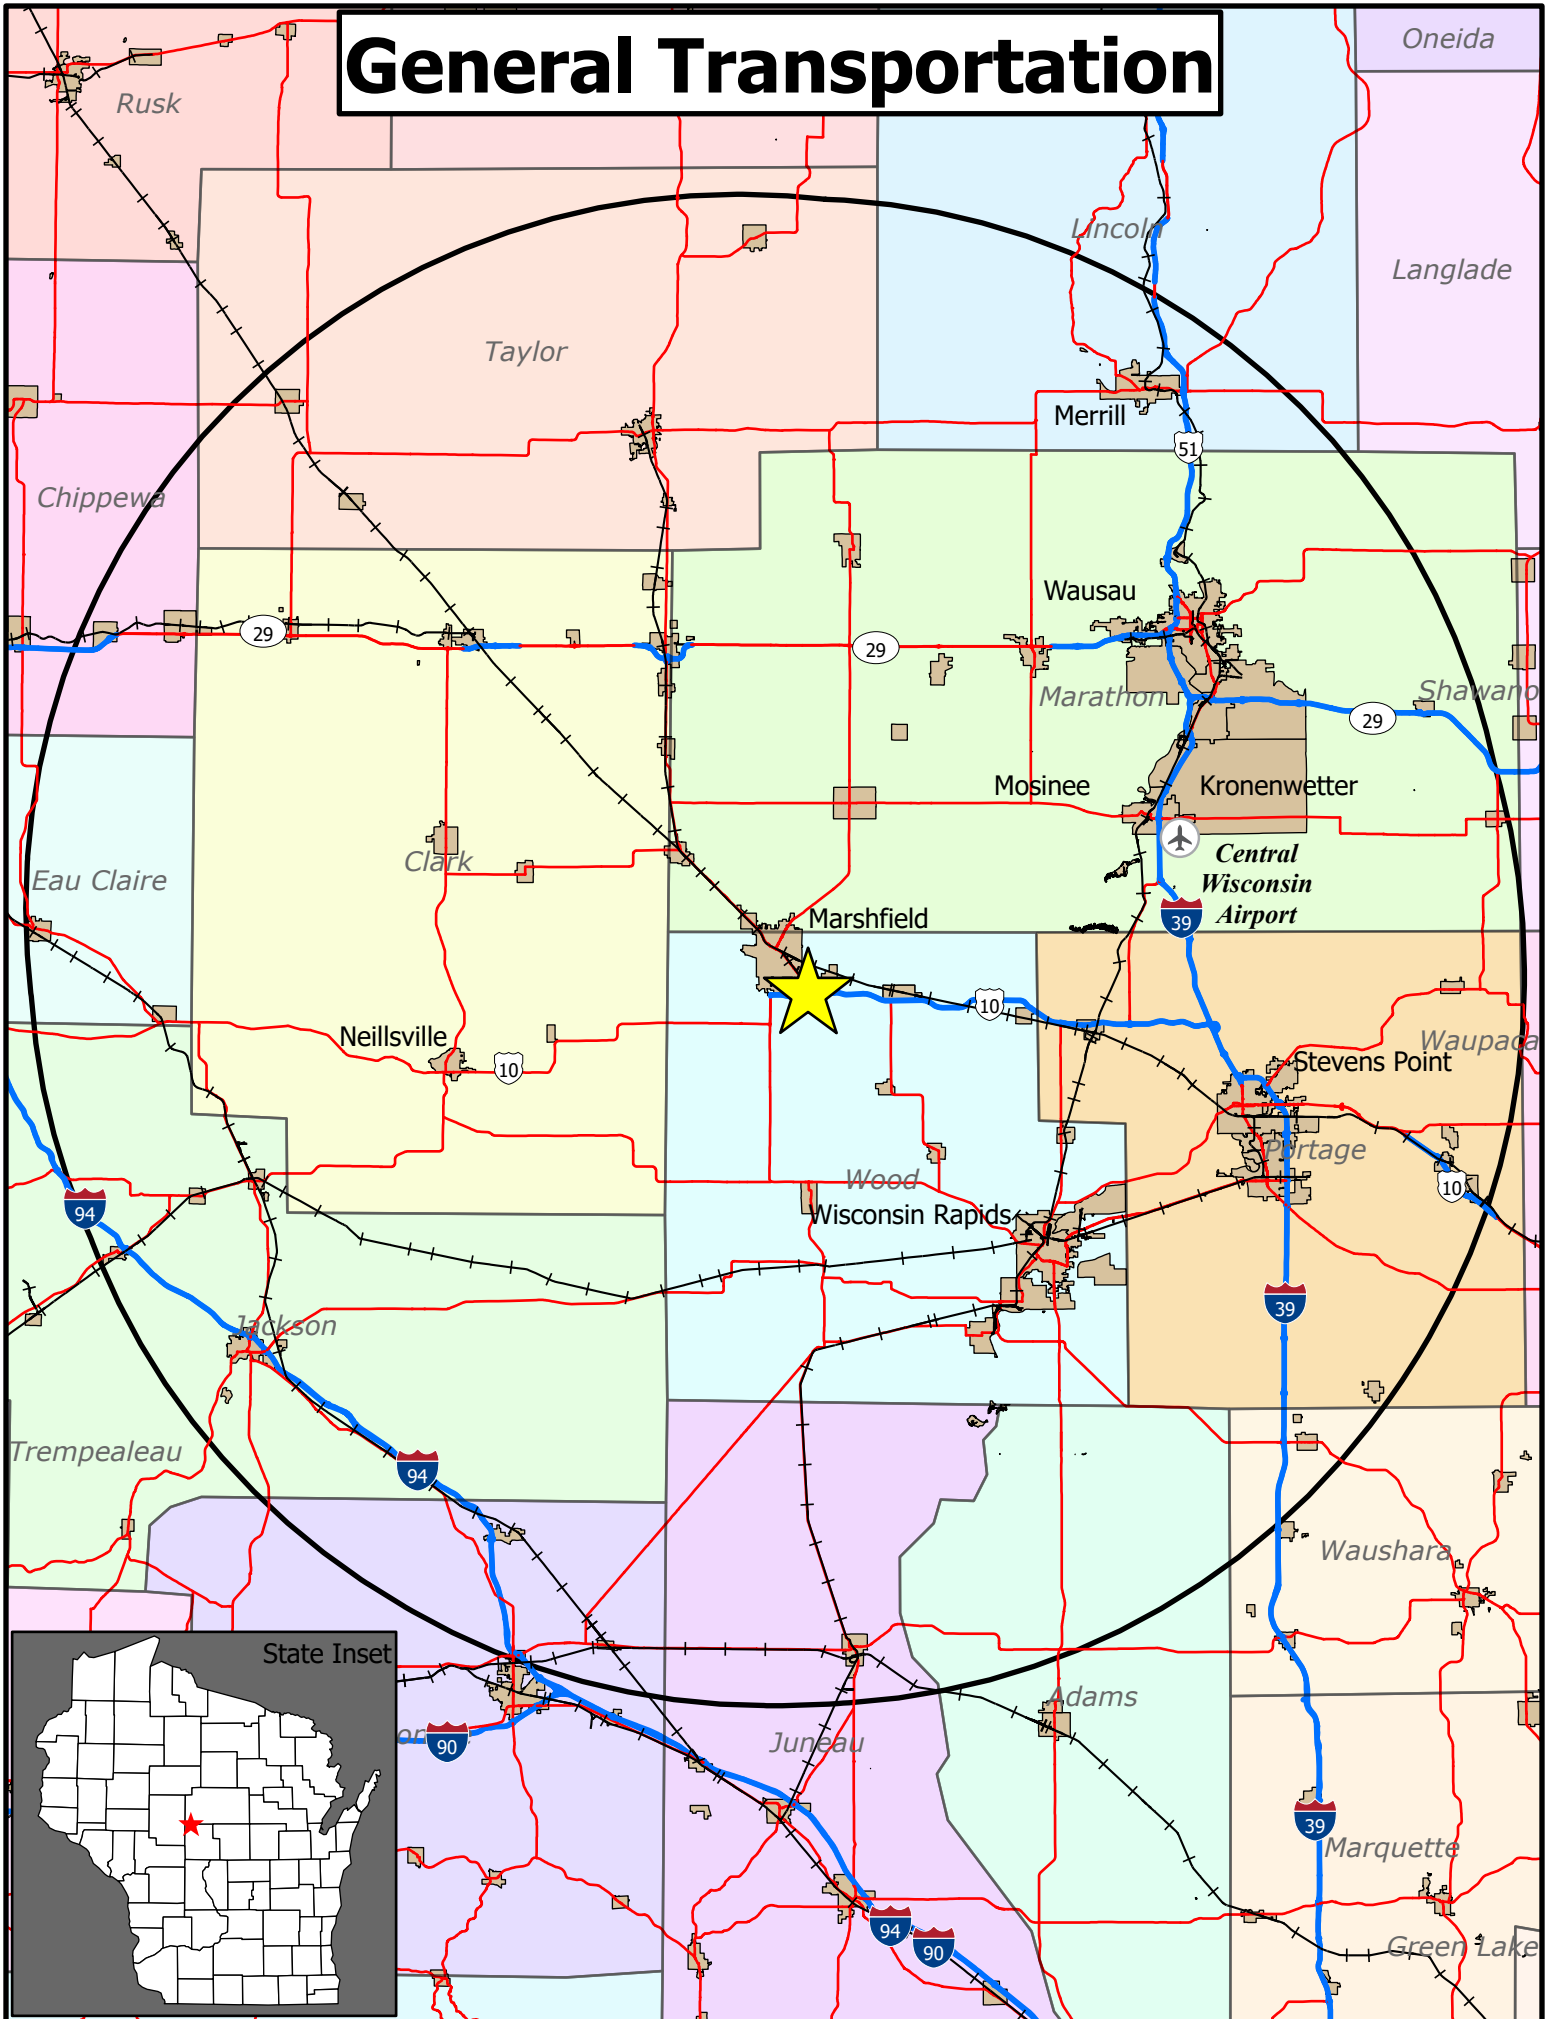 General Transportation
Oneida
Rusk
Lincoln
Langlade
Taylor
Merrill
51
Chippewa
Wausau
29
29
Marathon
Shawano
29
Mosinee
Kronenwetter
Central
Wisconsin
Airport
Clark
Eau Claire
Marshfield
39
10
Neillsville
10
Waupaca
Stevens Point
Portage
Wood
10
94
Wisconsin Rapids
39
Jackson
Trempealeau
94
Waushara
State Inset
Adams
90
Juneau
39
Marquette
94
90
Green Lake